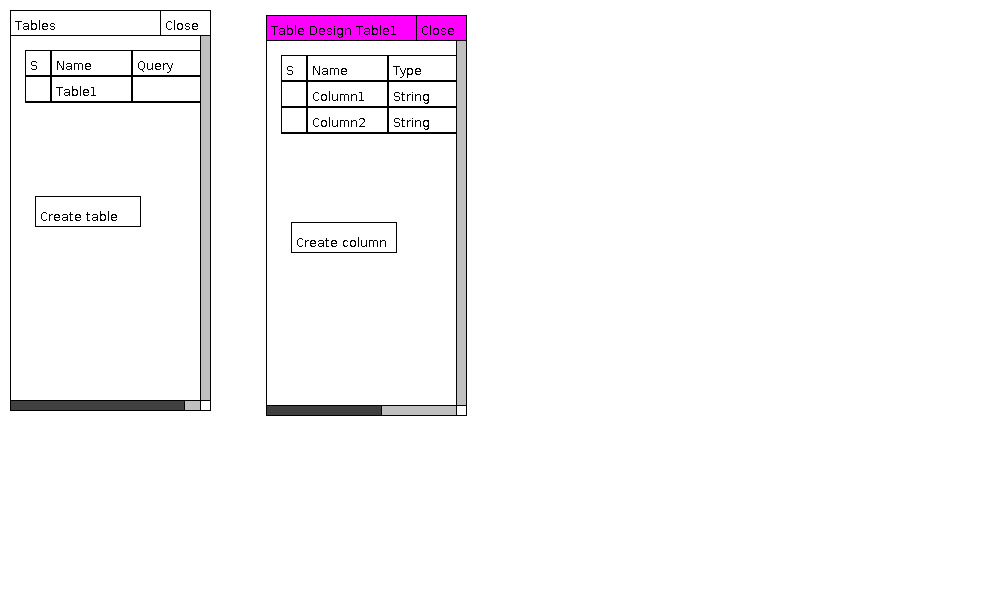 Tables Close
S Name Query
Table1
Create table
Table Design Table1 Close
S Name Type
Column1 String
Column2 String
Create column